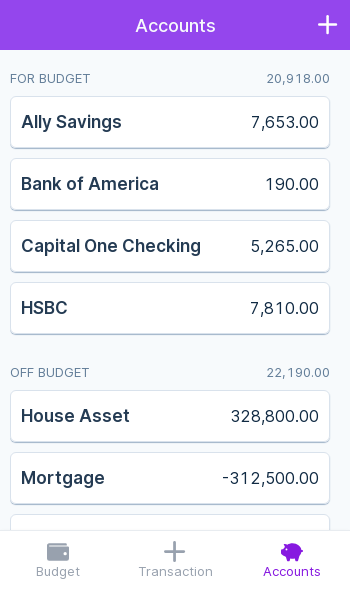 Accounts
FOR BUDGET 20,918.00
Ally Savings 7,653.00
Bank of America 190.00
Capital One Checking 5,265.00
HSBC 7,810.00
OFF BUDGET 22,190.00
House Asset 328,800.00
Mortgage -312,500.00
Budget Transaction Accounts